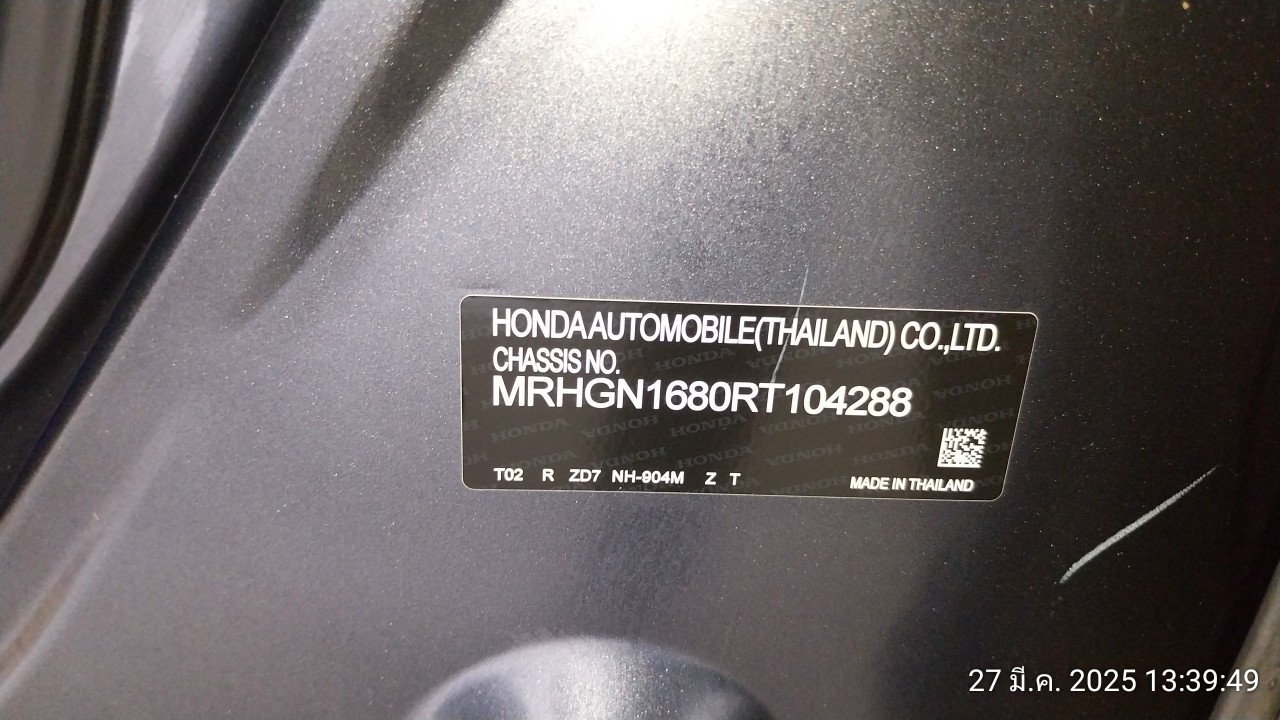 HONDA AUTOMOBILE (THAILAND) CO.,LTD.
CHASSIS NO.
MRHGN1680RT104288
T02 R ZD7 NH-904M Z T
MADE IN THAILAND
27 มี.ค. 2025 13:39:49